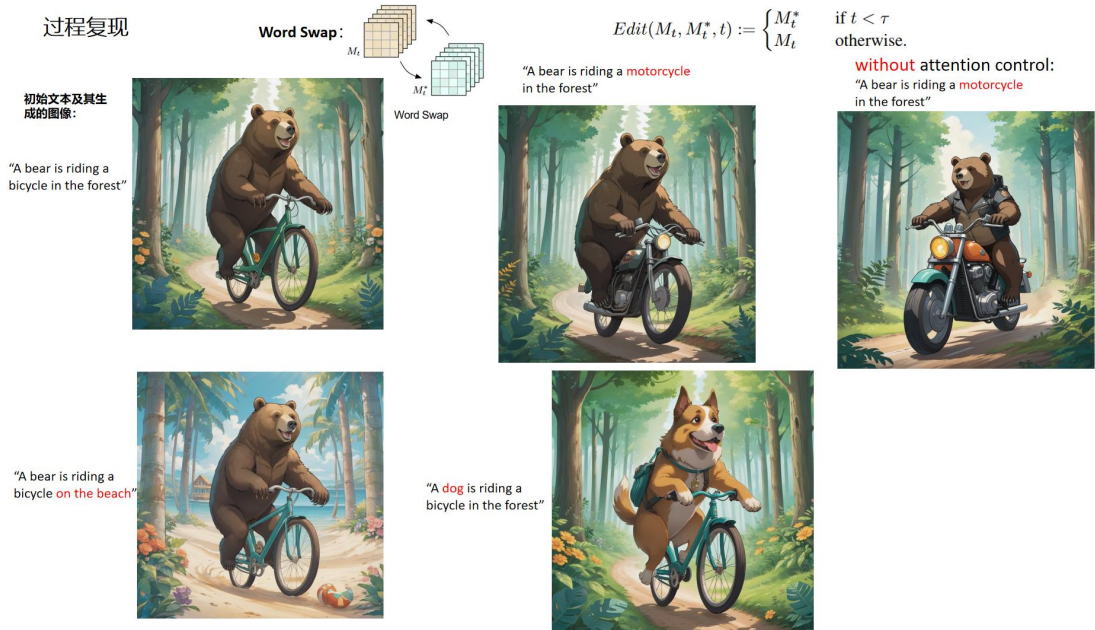 过程复现
Word Swap：
M_t
M_t^*
Word Swap
Edit(M_t, M_t^*, t) := { M_t^* if t < τ
M_t otherwise.
初始文本及其生
成的图像：
“A bear is riding a
bicycle in the forest”
“A bear is riding a motorcycle
in the forest”
without attention control:
“A bear is riding a motorcycle
in the forest”
“A bear is riding a
bicycle on the beach”
“A dog is riding a
bicycle in the forest”